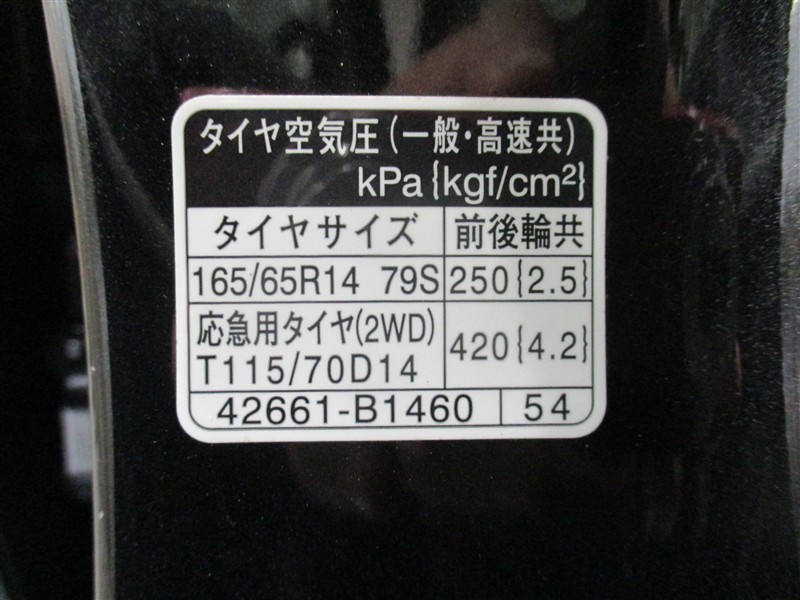 タイヤ空気圧(一般・高速共)
kPa{kgf/cm²}
タイヤサイズ 前後輪共
165/65R14 79S 250{2.5}
応急用タイヤ(2WD)
T115/70D14 420{4.2}
42661-B1460 54